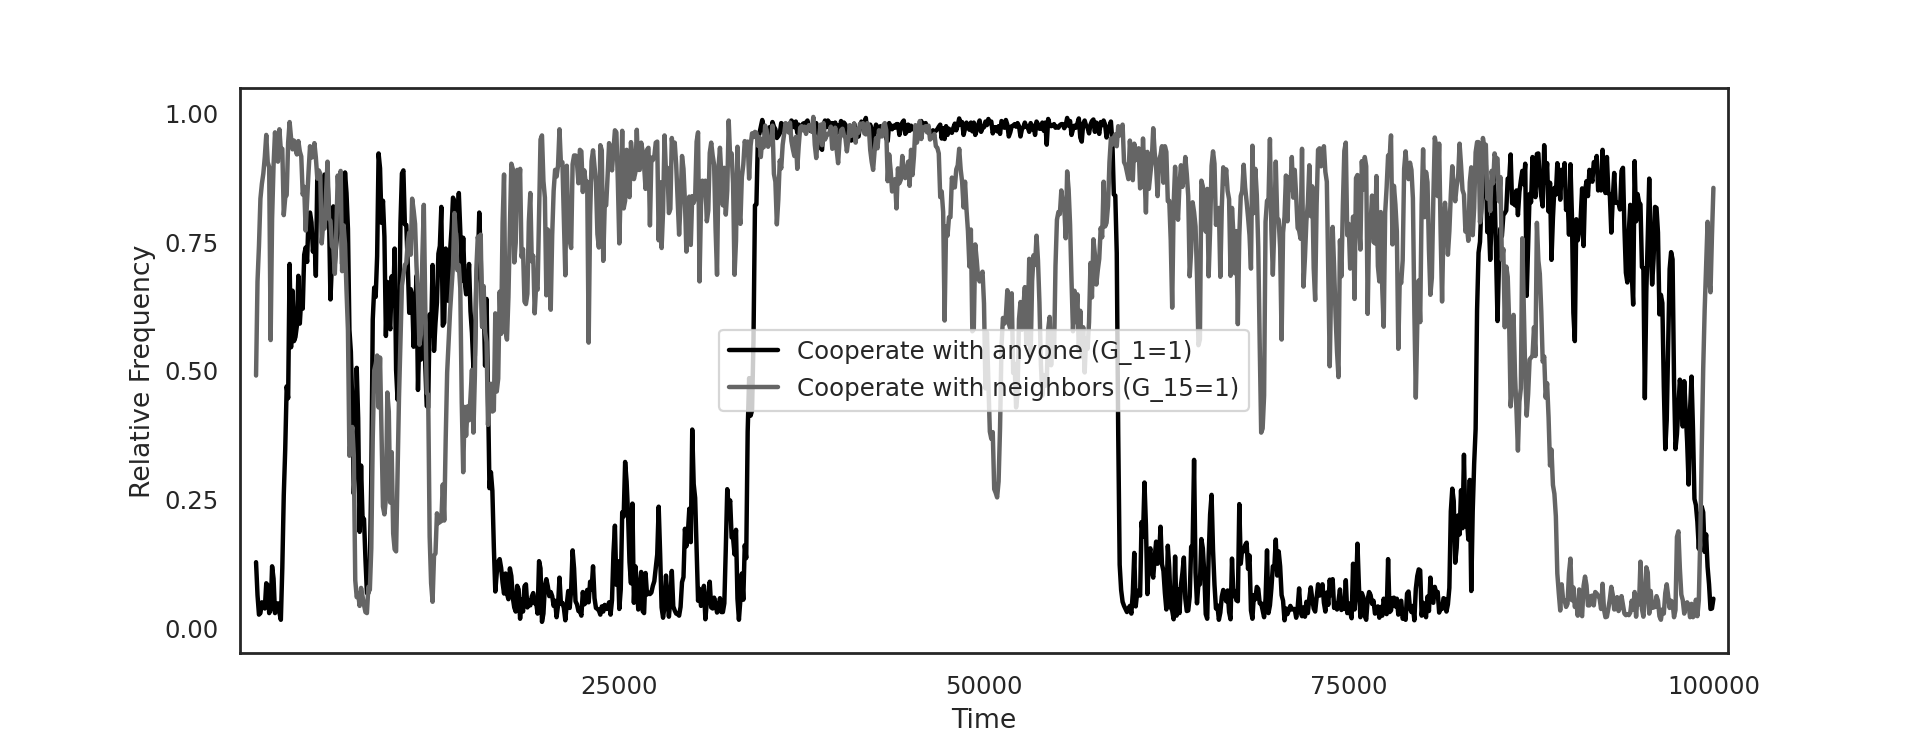 1.00
0.75
0.50
0.25
0.00
Relative Frequency
Cooperate with anyone (G_1=1)
Cooperate with neighbors (G_15=1)
25000
50000
75000
100000
Time